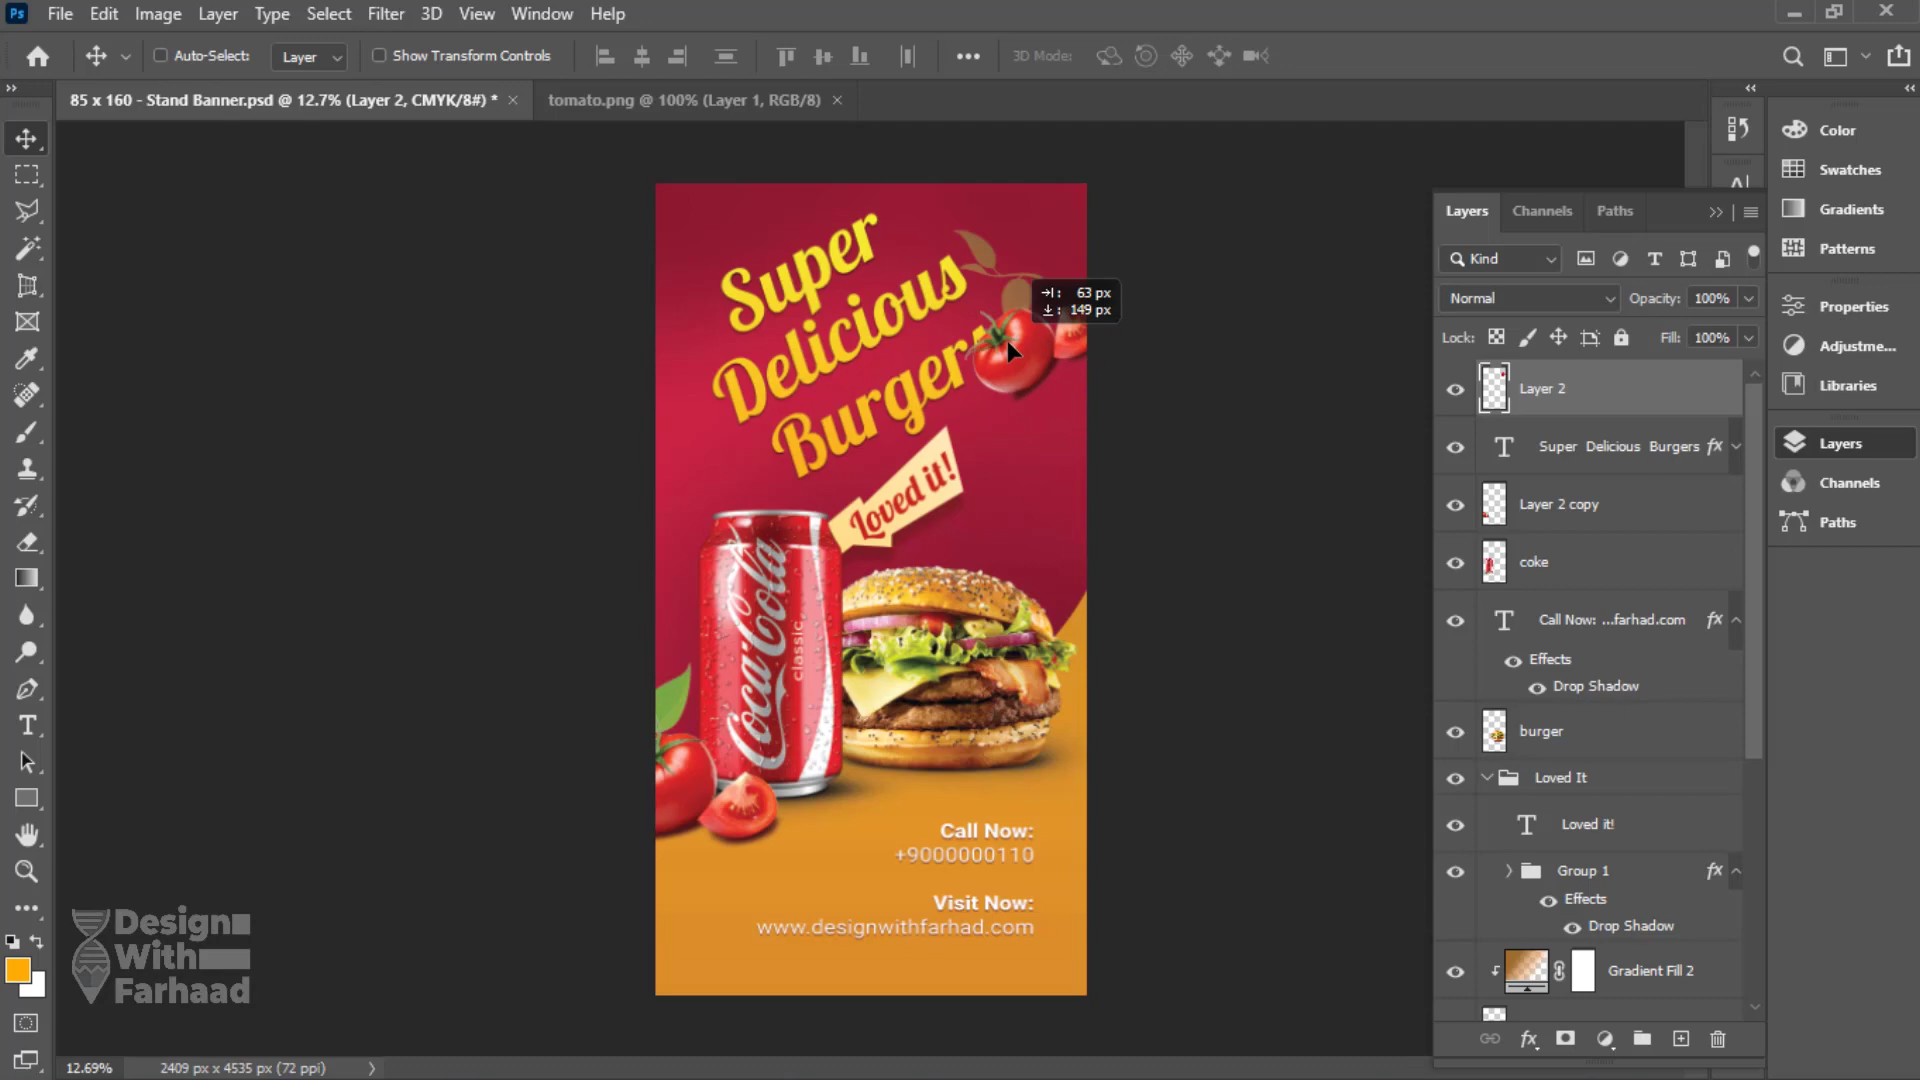 Ps File Edit Image Layer Type Select Filter 3D View Window Help
Auto-Select: Layer Show Transform Controls 3D Mode:
85 x 160 - Stand Banner.psd @ 12.7% (Layer 2, CMYK/8#) * tomato.png @ 100% (Layer 1, RGB/8)
Super
Delicious
Burgers
63 px
149 px
Loved it!
Coca-Cola
classic
Call Now:
+9000000110
Visit Now:
www.designwithfarhad.com
Design
With
Farhaad
12.69% 2409 px x 4535 px (72 ppi)
Layers Channels Paths
Kind
Normal Opacity: 100%
Lock: Fill: 100%
Layer 2
Super Delicious Burgers fx
Layer 2 copy
coke
Call Now: ...farhad.com fx
Effects
Drop Shadow
burger
Loved It
Loved it!
Group 1 fx
Effects
Drop Shadow
Gradient Fill 2
fx
Color
Swatches
Gradients
Patterns
Properties
Adjustme...
Libraries
Layers
Channels
Paths